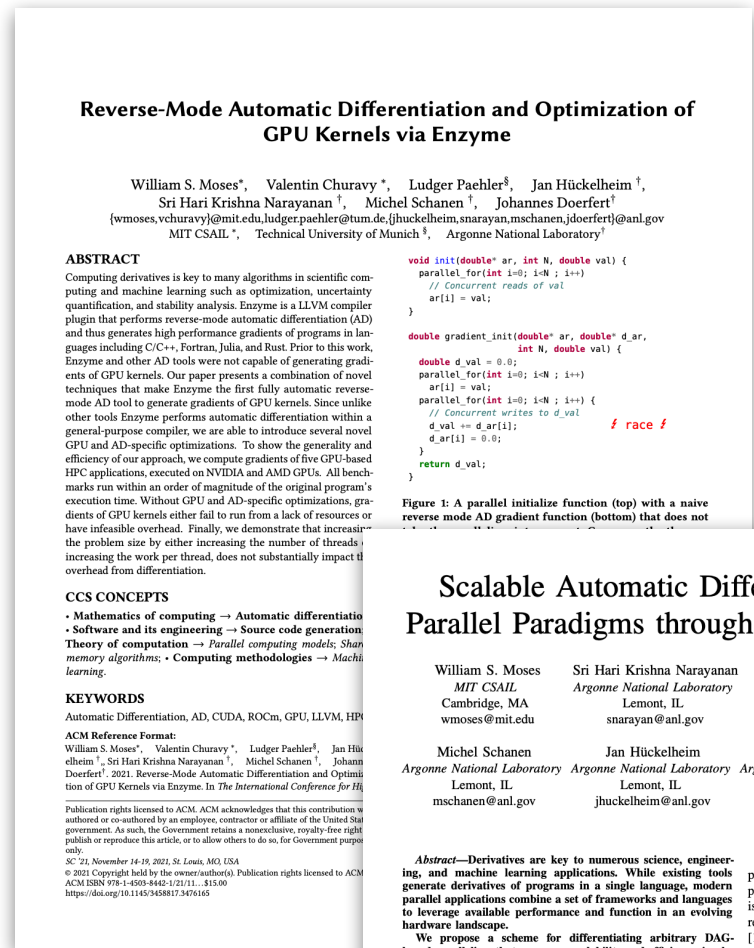 Reverse-Mode Automatic Differentiation and Optimization of
GPU Kernels via Enzyme
William S. Moses*, Valentin Churavy *, Ludger Paehler§, Jan Hückelheim †,
Sri Hari Krishna Narayanan †, Michel Schanen †, Johannes Doerfert†
{wmoses,vchuravy}@mit.edu,ludger.paehler@tum.de,{jhuckelheim,snarayan,mschanen,jdoerfert}@anl.gov
MIT CSAIL *, Technical University of Munich §, Argonne National Laboratory†
ABSTRACT
Computing derivatives is key to many algorithms in scientific com-
puting and machine learning such as optimization, uncertainty
quantification, and stability analysis. Enzyme is a LLVM compiler
plugin that performs reverse-mode automatic differentiation (AD)
and thus generates high performance gradients of programs in lan-
guages including C/C++, Fortran, Julia, and Rust. Prior to this work,
Enzyme and other AD tools were not capable of generating gradi-
ents of GPU kernels. Our paper presents a combination of novel
techniques that make Enzyme the first fully automatic reverse-
mode AD tool to generate gradients of GPU kernels. Since unlike
other tools Enzyme performs automatic differentiation within a
general-purpose compiler, we are able to introduce several novel
GPU and AD-specific optimizations. To show the generality and
efficiency of our approach, we compute gradients of five GPU-based
HPC applications, executed on NVIDIA and AMD GPUs. All bench-
marks run within an order of magnitude of the original program's
execution time. Without GPU and AD-specific optimizations, gra-
dients of GPU kernels either fail to run from a lack of resources or
have infeasible overhead. Finally, we demonstrate that increasing
the problem size by either increasing the number of threads
increasing the work per thread, does not substantially impact
overhead from differentiation.
CCS CONCEPTS
• Mathematics of computing → Automatic differentiatio
• Software and its engineering → Source code generation;
Theory of computation → Parallel computing models; Shar
memory algorithms; • Computing methodologies → Machi
learning.
KEYWORDS
Automatic Differentiation, AD, CUDA, ROCm, GPU, LLVM, HPC
ACM Reference Format:
William S. Moses*, Valentin Churavy *, Ludger Paehler§, Jan Hüc
elheim †,, Sri Hari Krishna Narayanan †, Michel Schanen †, Johann
Doerfert†. 2021. Reverse-Mode Automatic Differentiation and Optimiz
tion of GPU Kernels via Enzyme. In The International Conference for Hi
Publication rights licensed to ACM. ACM acknowledges that this contribution w
authored or co-authored by an employee, contractor or affiliate of the United Stat
government. As such, the Government retains a nonexclusive, royalty-free right
publish or reproduce this article, or to allow others to do so, for Government purpos
only.
SC '21, November 14-19, 2021, St. Louis, MO, USA
© 2021 Copyright held by the owner/author(s). Publication rights licensed to ACM
ACM ISBN 978-1-4503-8442-1/21/11...$15.00
https://doi.org/10.1145/3458817.3476165
void init(double* ar, int N, double val) {
parallel_for(int i=0; i<N ; i++)
// Concurrent reads of val
ar[i] = val;
}
double gradient_init(double* ar, double* d_ar,
int N, double val) {
double d_val = 0.0;
parallel_for(int i=0; i<N ; i++)
ar[i] = val;
parallel_for(int i=0; i<N ; i++) {
// Concurrent writes to d_val
d_val += d_ar[i]; race
d_ar[i] = 0.0;
}
return d_val;
}
Figure 1: A parallel initialize function (top) with a naive
reverse mode AD gradient function (bottom) that does not
Scalable Automatic Diffe
Parallel Paradigms through
William S. Moses
MIT CSAIL
Cambridge, MA
wmoses@mit.edu
Sri Hari Krishna Narayanan
Argonne National Laboratory
Lemont, IL
snarayan@anl.gov
Michel Schanen
Argonne National Laboratory
Lemont, IL
mschanen@anl.gov
Jan Hückelheim
Argonne National Laboratory
Lemont, IL
jhuckelheim@anl.gov
Abstract—Derivatives are key to numerous science, engineer-
ing, and machine learning applications. While existing tools
generate derivatives of programs in a single language, modern
parallel applications combine a set of frameworks and languages
to leverage available performance and function in an evolving
hardware landscape.
We propose a scheme for differentiating arbitrary DAG-